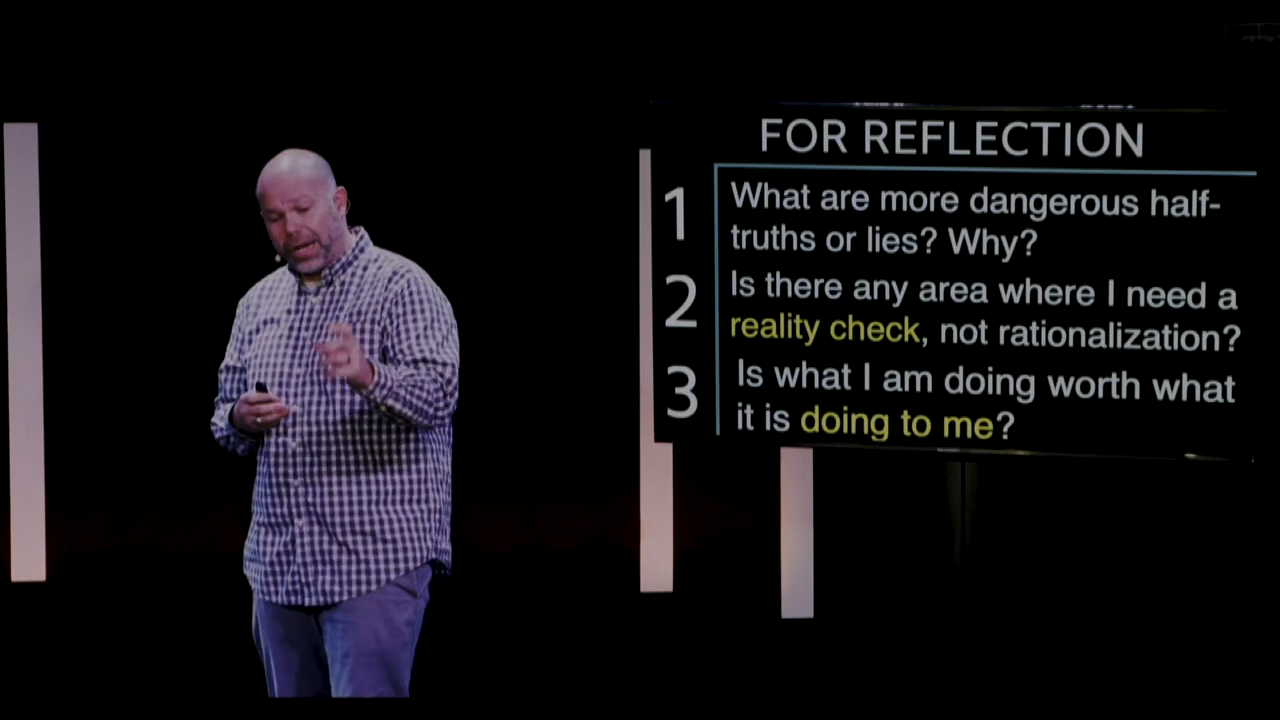 FOR REFLECTION
1
What are more dangerous half-
truths or lies? Why?
2
Is there any area where I need a
reality check, not rationalization?
3
Is what I am doing worth what
it is doing to me?